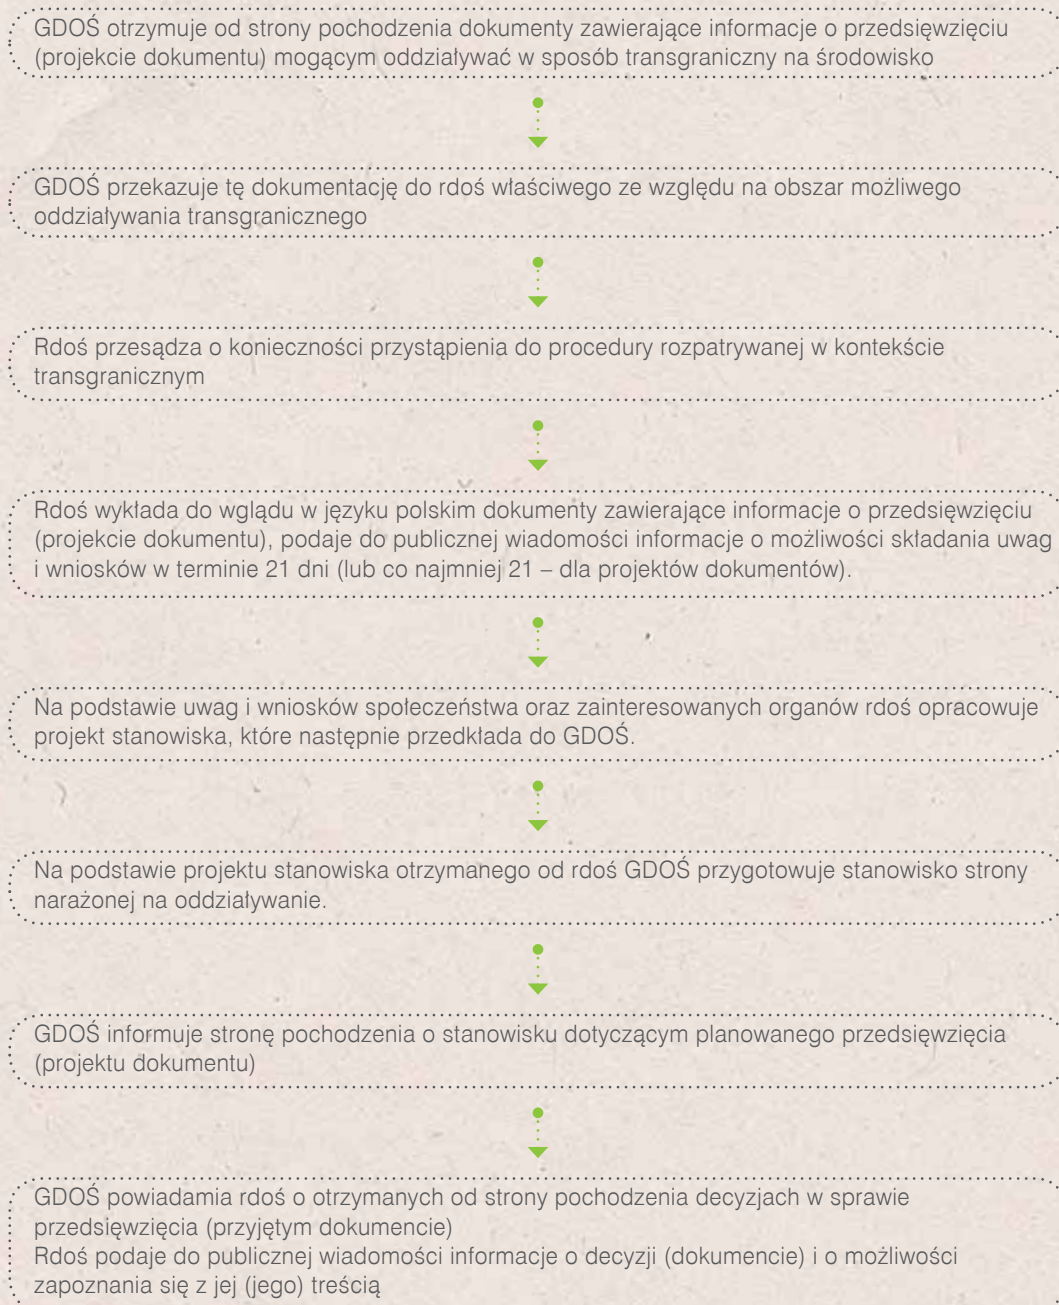 GDOŚ otrzymuje od strony pochodzenia dokumenty zawierające informacje o przedsięwzięciu
(projekcie dokumentu) mogącym oddziaływać w sposób transgraniczny na środowisko
GDOŚ przekazuje tę dokumentację do rdoś właściwego ze względu na obszar możliwego
oddziaływania transgranicznego
Rdoś przesądza o konieczności przystąpienia do procedury rozpatrywanej w kontekście
transgranicznym
Rdoś wykłada do wglądu w języku polskim dokumenty zawierające informacje o przedsięwzięciu
(projekcie dokumentu), podaje do publicznej wiadomości informacje o możliwości składania uwag
i wniosków w terminie 21 dni (lub co najmniej 21 – dla projektów dokumentów).
Na podstawie uwag i wniosków społeczeństwa oraz zainteresowanych organów rdoś opracowuje
projekt stanowiska, które następnie przedkłada do GDOŚ.
Na podstawie projektu stanowiska otrzymanego od rdoś GDOŚ przygotowuje stanowisko strony
narażonej na oddziaływanie.
GDOŚ informuje stronę pochodzenia o stanowisku dotyczącym planowanego przedsięwzięcia
(projektu dokumentu)
GDOŚ powiadamia rdoś o otrzymanych od strony pochodzenia decyzjach w sprawie
przedsięwzięcia (przyjętym dokumencie)
Rdoś podaje do publicznej wiadomości informacje o decyzji (dokumencie) i o możliwości
zapoznania się z jej (jego) treścią